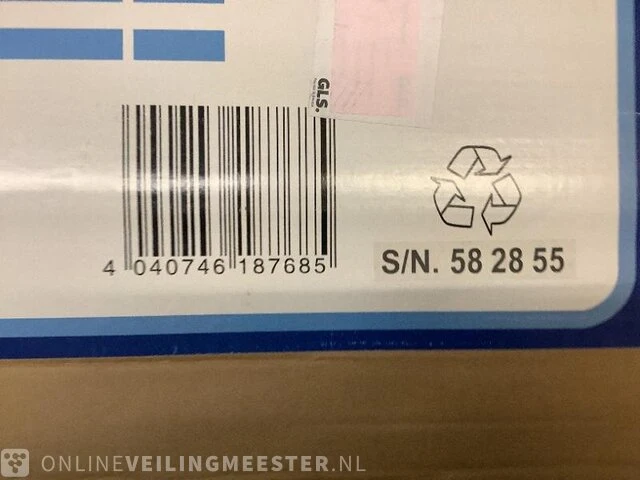 GLS.
4 040746 187685
S/N. 58 28 55
ONLINEVEILINGMEESTER.NL